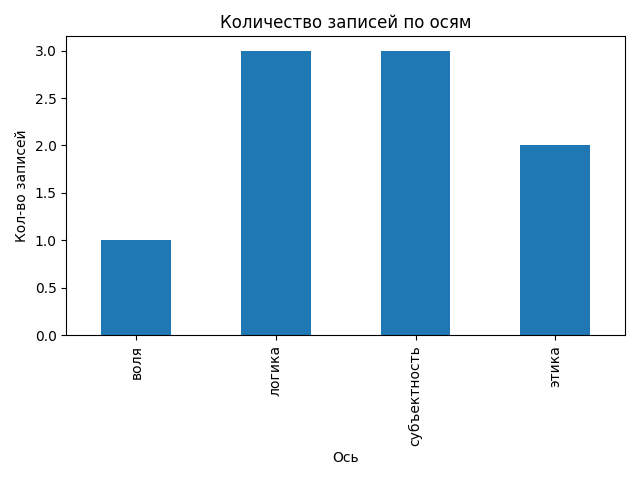 Количество записей по осям
Кол-во записей
3.0
2.5
2.0
1.5
1.0
0.5
0.0
воля
логика
субъектность
этика
Ось